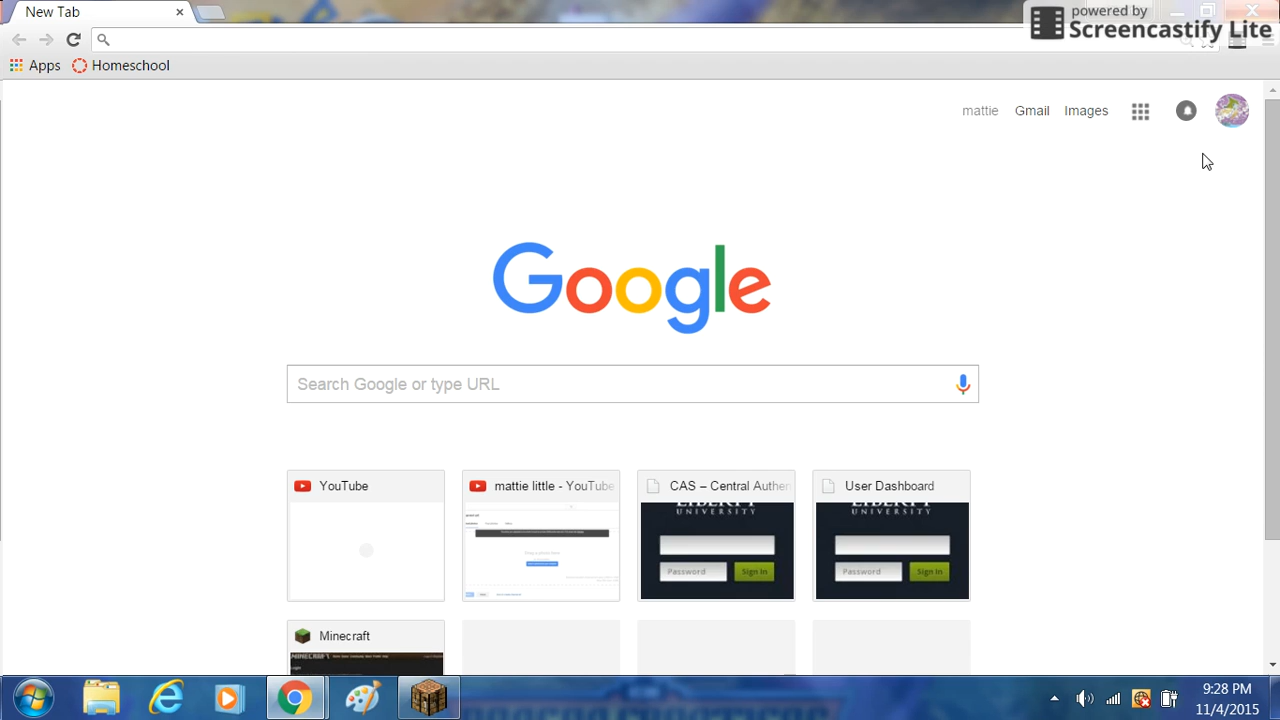 New Tab
powered by
Screencastify Lite
Apps
Homeschool
mattie
Gmail
Images
Google
Search Google or type URL
YouTube
mattie little - YouTube
CAS – Central Authen
User Dashboard
UNIVERSITY
Password
Sign In
UNIVERSITY
Password
Sign In
Minecraft
MINECRAFT
9:28 PM
11/4/2015